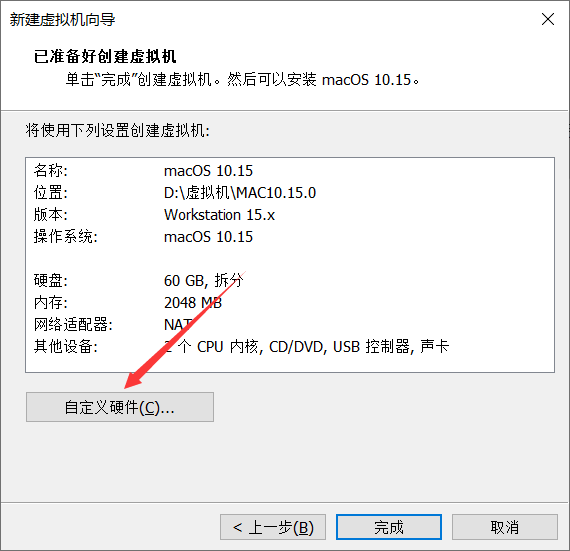 新建虚拟机向导
已准备好创建虚拟机
单击“完成”创建虚拟机。然后可以安装 macOS 10.15。
将使用下列设置创建虚拟机:
名称: macOS 10.15
位置: D:\虚拟机\MAC10.15.0
版本: Workstation 15.x
操作系统: macOS 10.15
硬盘: 60 GB, 拆分
内存: 2048 MB
网络适配器: NAT
其他设备: 2 个 CPU 内核, CD/DVD, USB 控制器, 声卡
自定义硬件(C)...
< 上一步(B) 完成 取消